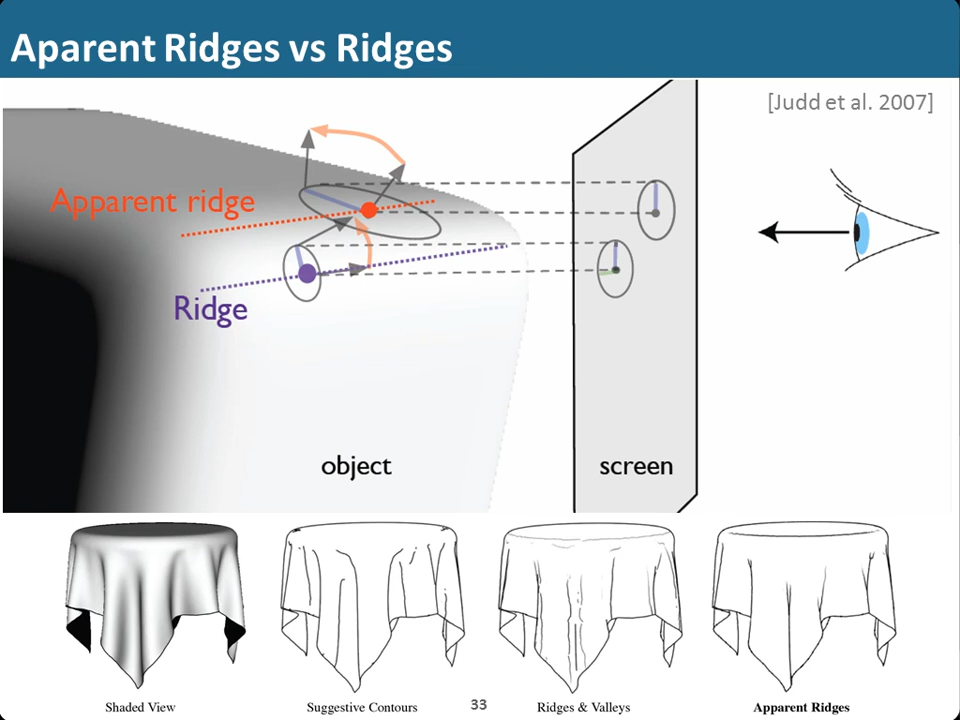 Aparent Ridges vs Ridges
[Judd et al. 2007]
Apparent ridge
Ridge
object
screen
Shaded View
Suggestive Contours
33
Ridges & Valleys
Apparent Ridges